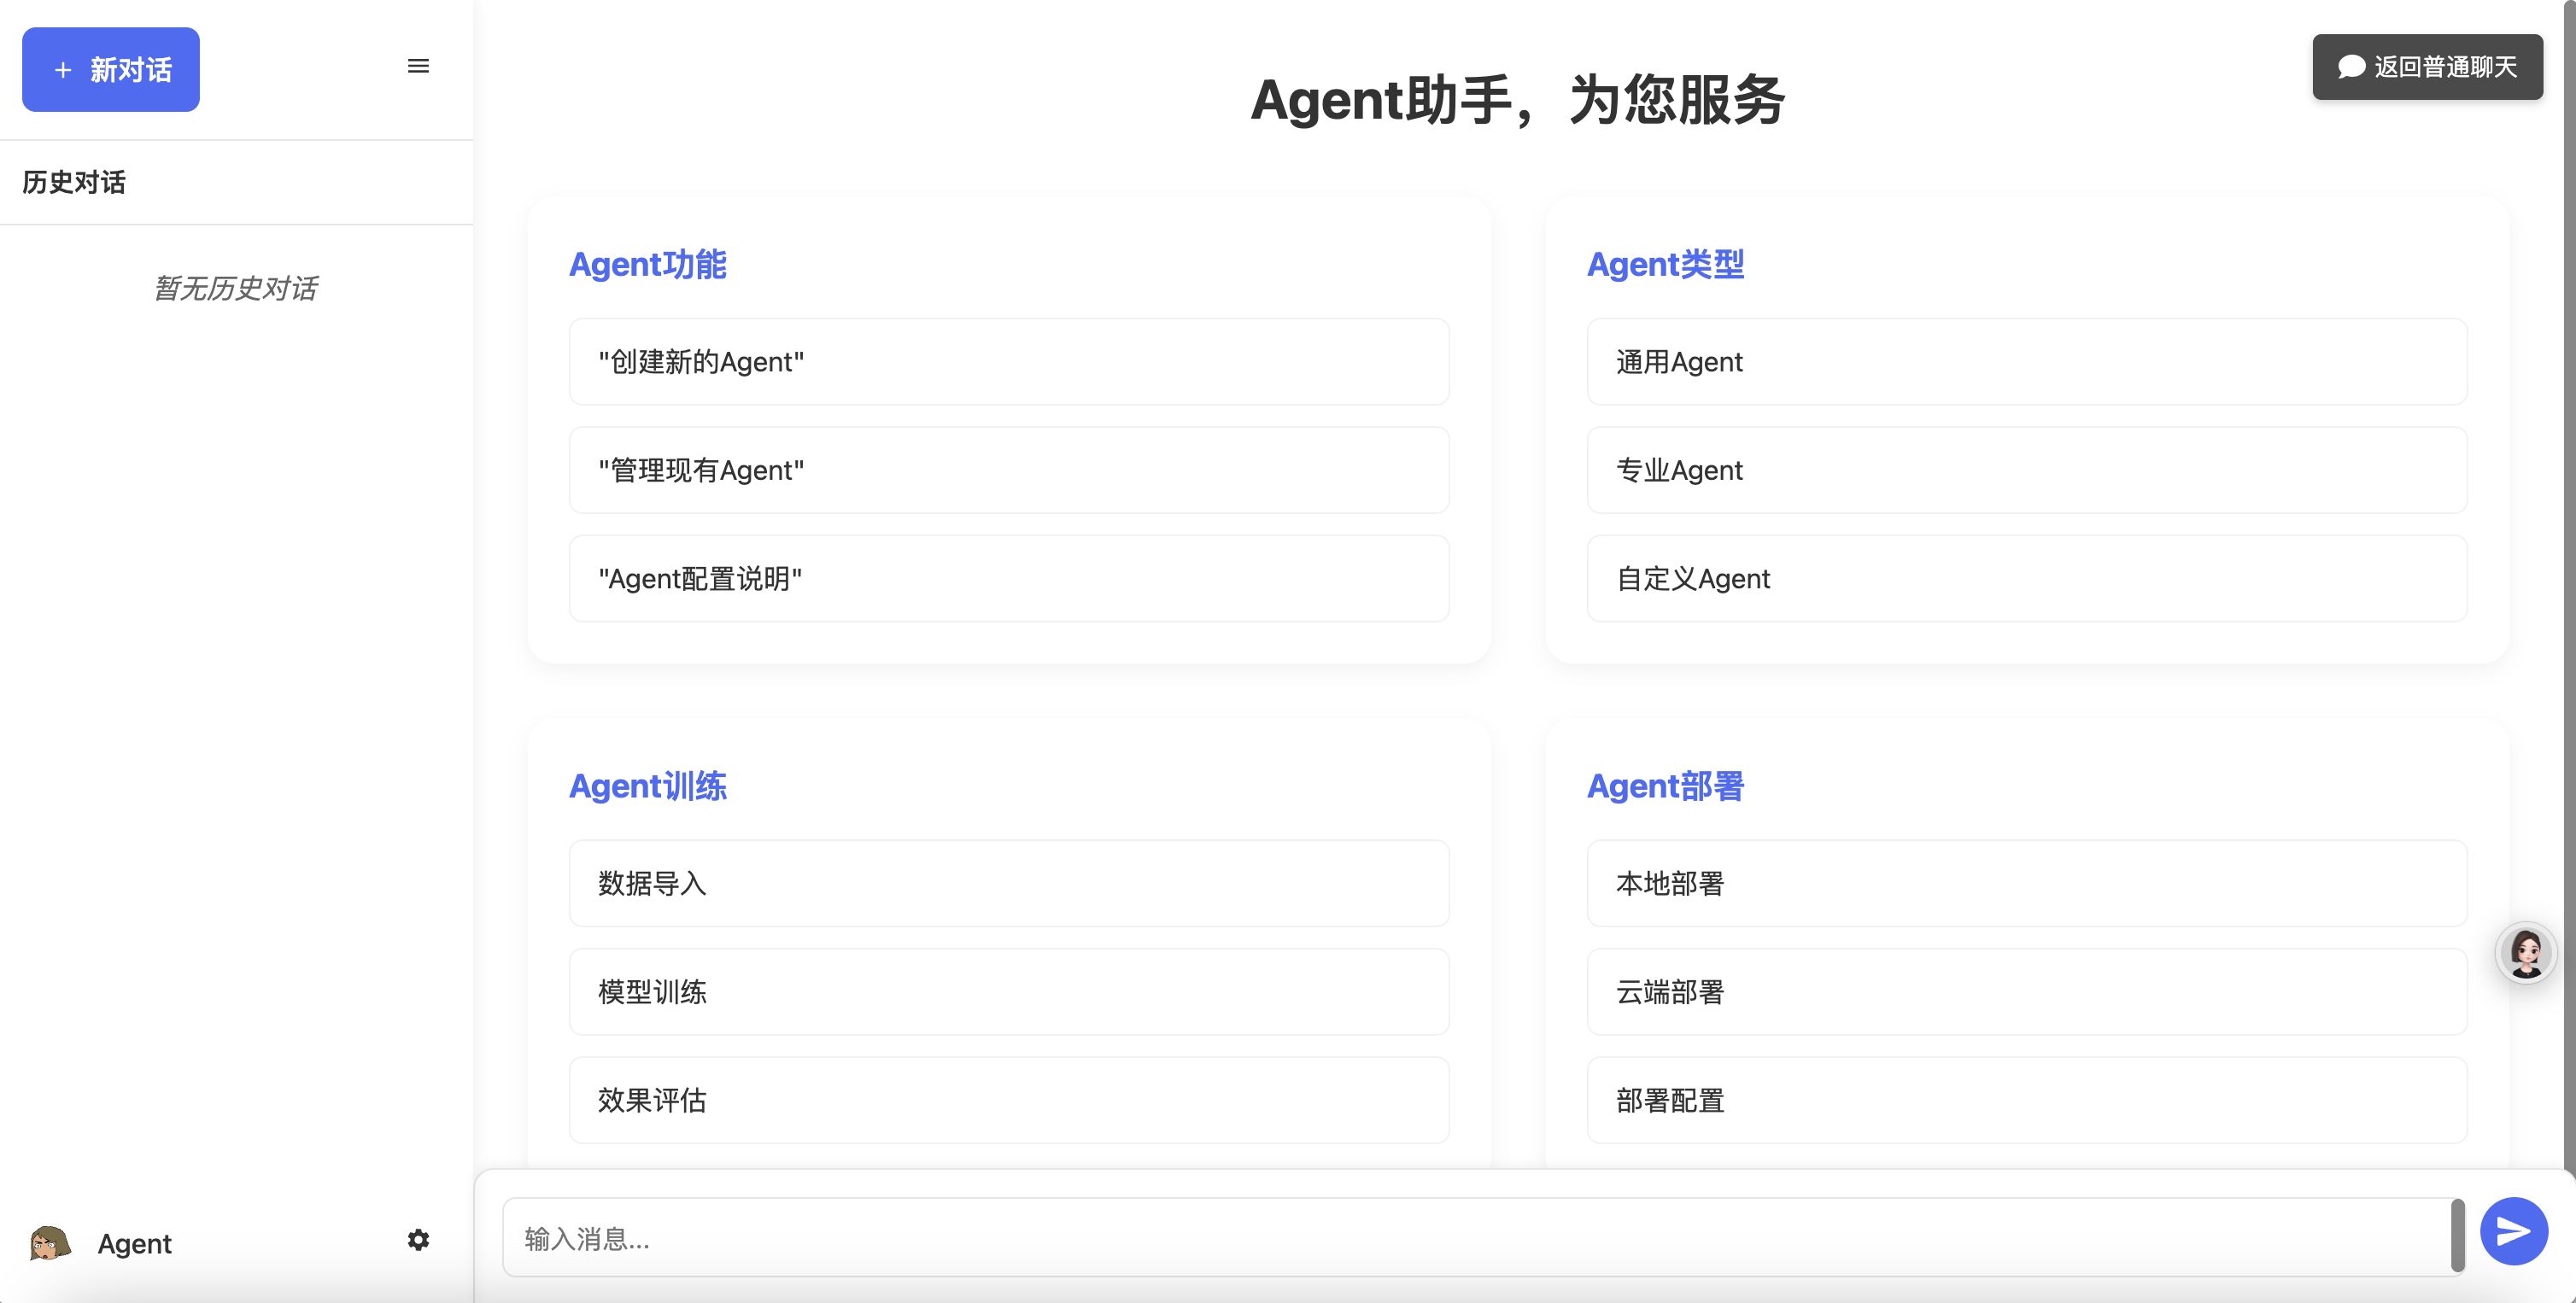 + 新对话
历史对话
暂无历史对话
Agent
Agent助手，为您服务
返回普通聊天
Agent功能
"创建新的Agent"
"管理现有Agent"
"Agent配置说明"
Agent类型
通用Agent
专业Agent
自定义Agent
Agent训练
数据导入
模型训练
效果评估
Agent部署
本地部署
云端部署
部署配置
输入消息...